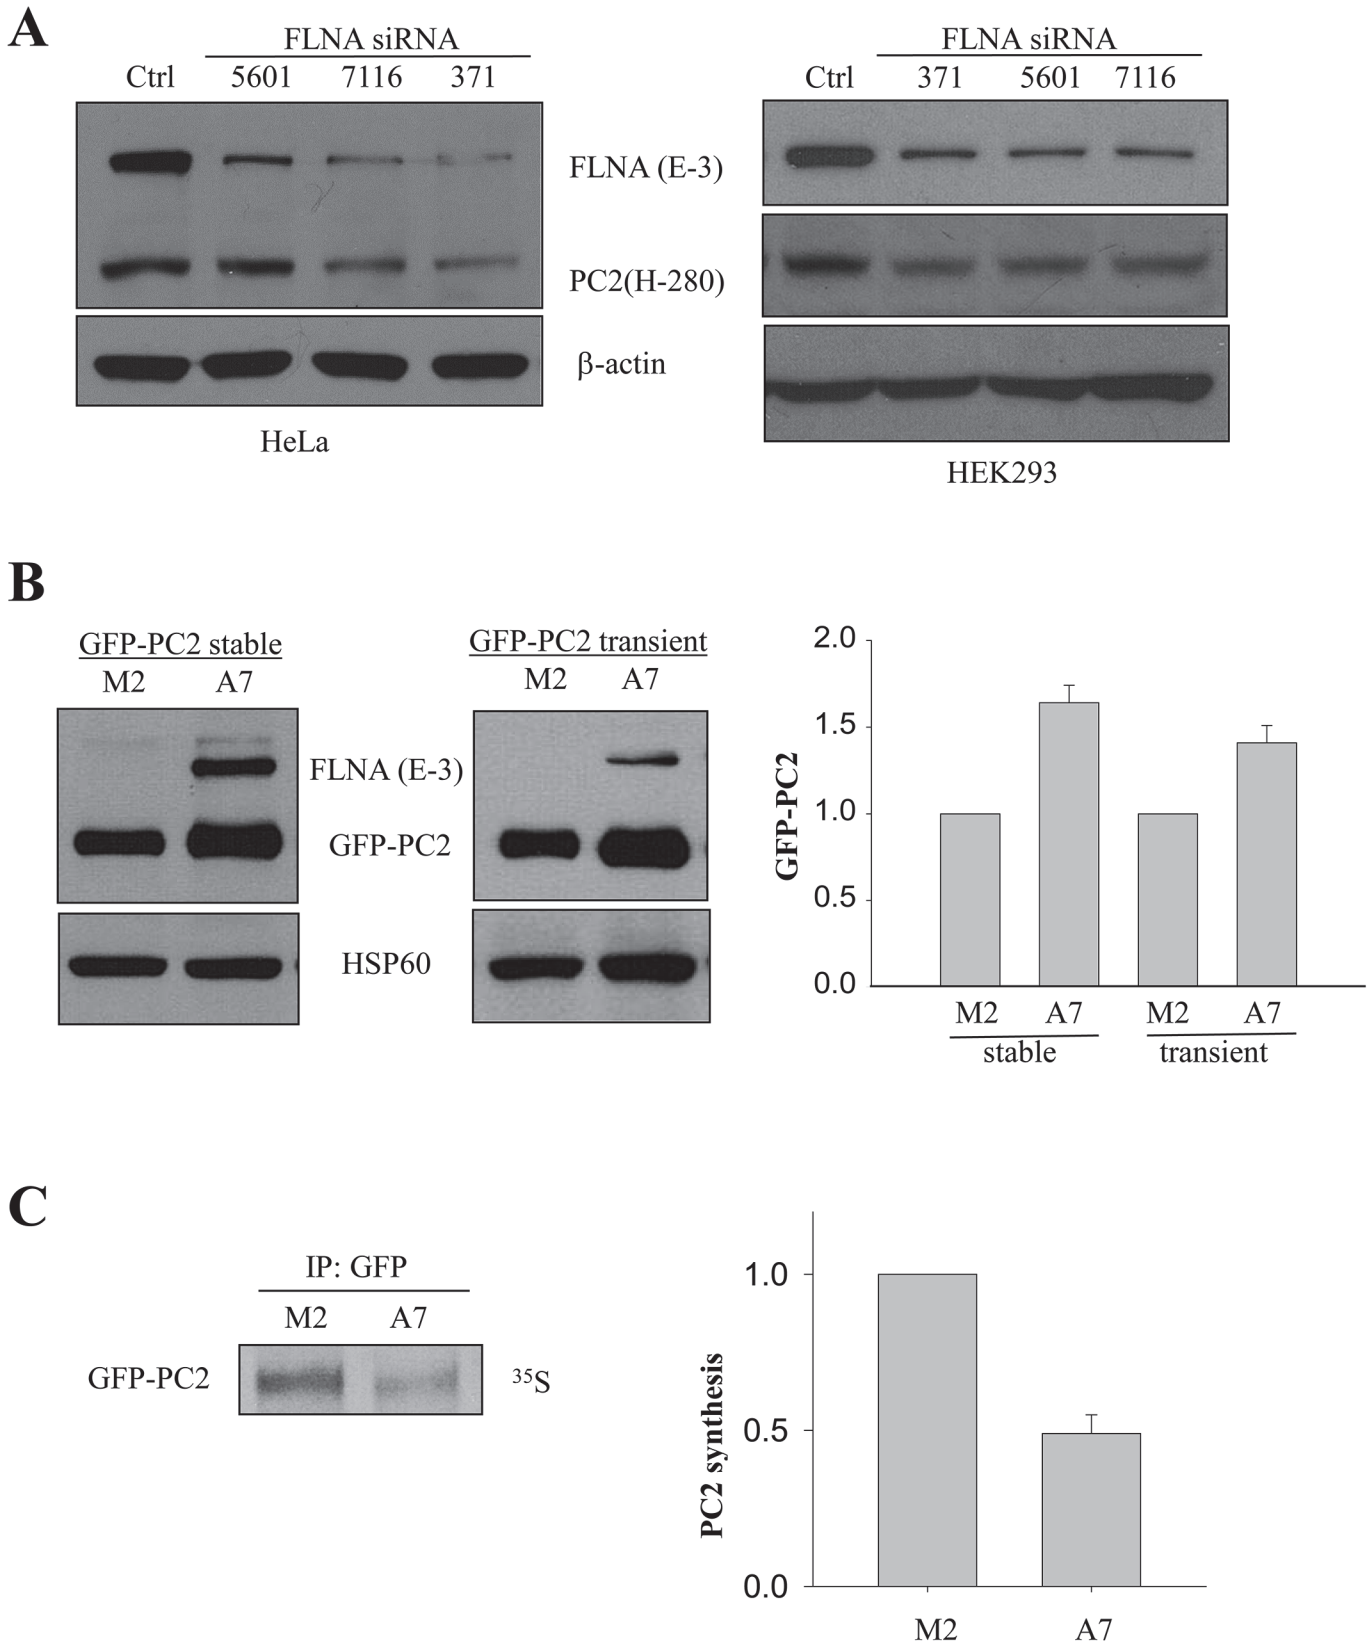 A
FLNA siRNA
Ctrl 5601 7116 371
FLNA siRNA
Ctrl 371 5601 7116
FLNA (E-3)
PC2(H-280)
β-actin
HeLa
HEK293
B
GFP-PC2 stable
M2 A7
GFP-PC2 transient
M2 A7
FLNA (E-3)
GFP-PC2
HSP60
GFP-PC2
2.0
1.5
1.0
0.5
0.0
M2 A7 M2 A7
stable transient
C
IP: GFP
M2 A7
GFP-PC2 ³⁵S
PC2 synthesis
1.0
0.5
0.0
M2 A7